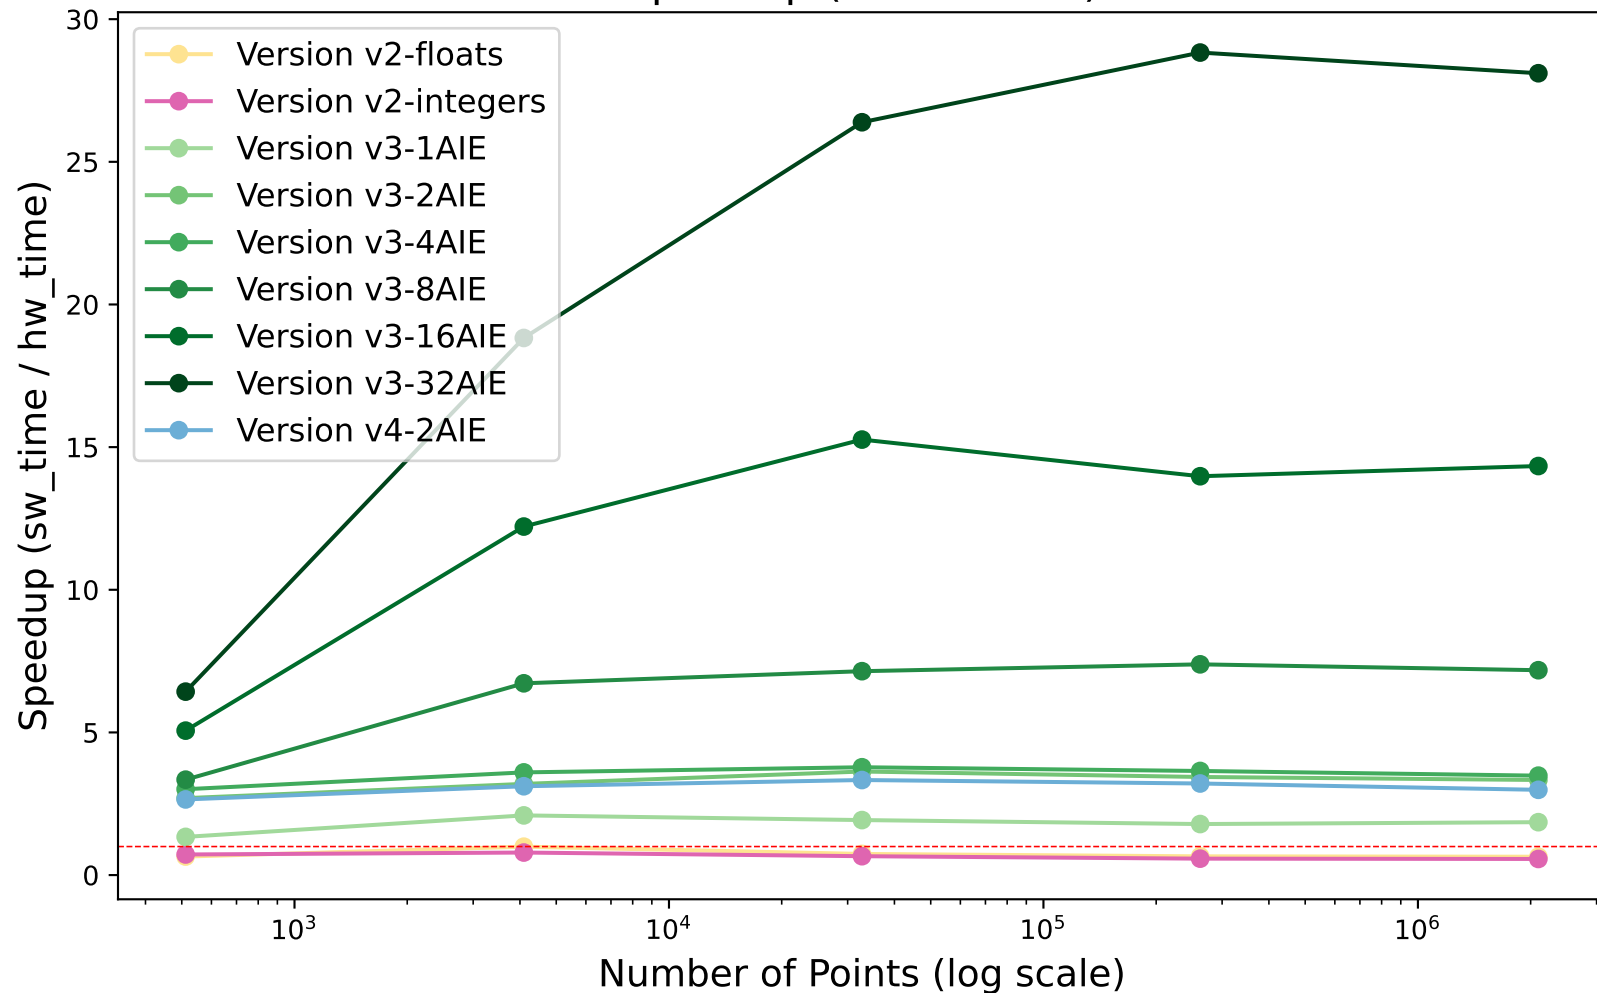 30
25
20
15
10
5
0
Speedup (sw_time / hw_time)
Version v2-floats
Version v2-integers
Version v3-1AIE
Version v3-2AIE
Version v3-4AIE
Version v3-8AIE
Version v3-16AIE
Version v3-32AIE
Version v4-2AIE
10³ 10⁴ 10⁵ 10⁶
Number of Points (log scale)